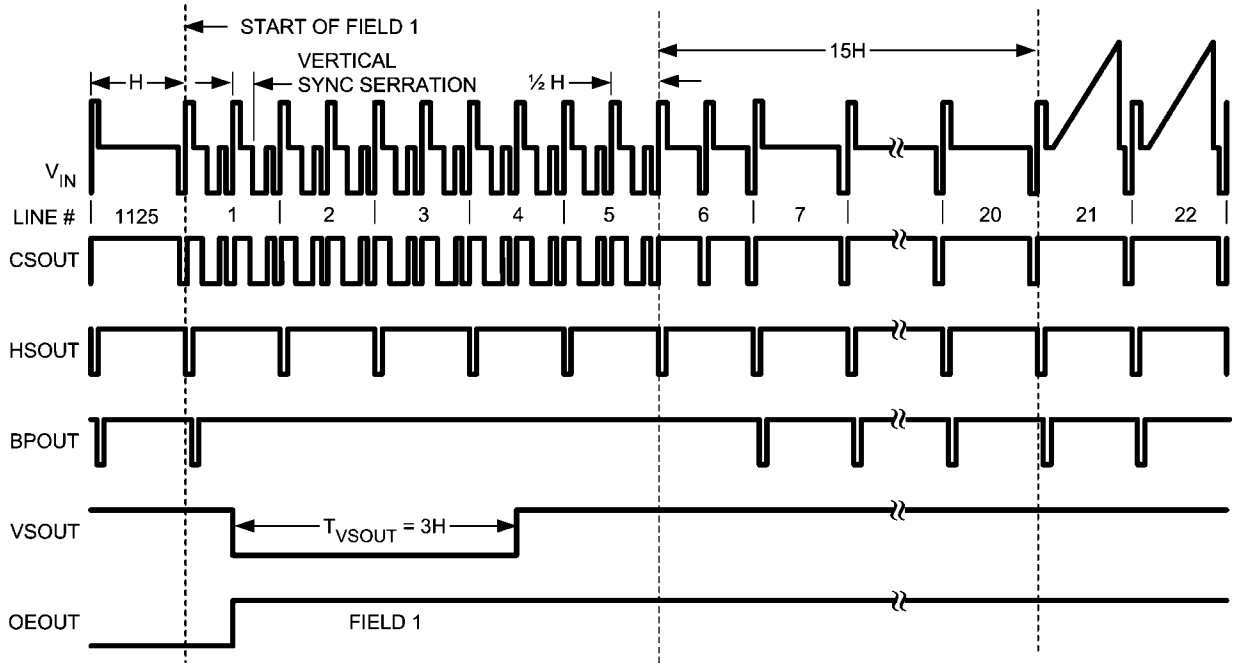 START OF FIELD 1
VERTICAL
SYNC SERRATION
H
½ H
15H
VIN
LINE #
1125
1
2
3
4
5
6
7
20
21
22
CSOUT
HSOUT
BPOUT
VSOUT
TVSOUT = 3H
OEOUT
FIELD 1